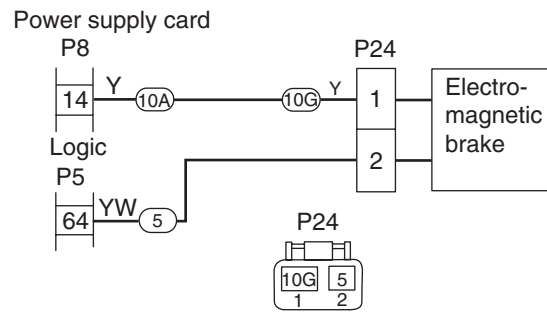 Power supply card
P8
P24
14 Y 10A 10G Y 1
Electro-
magnetic
brake
Logic
P5
2
64 YW 5
P24
10G 5
1 2